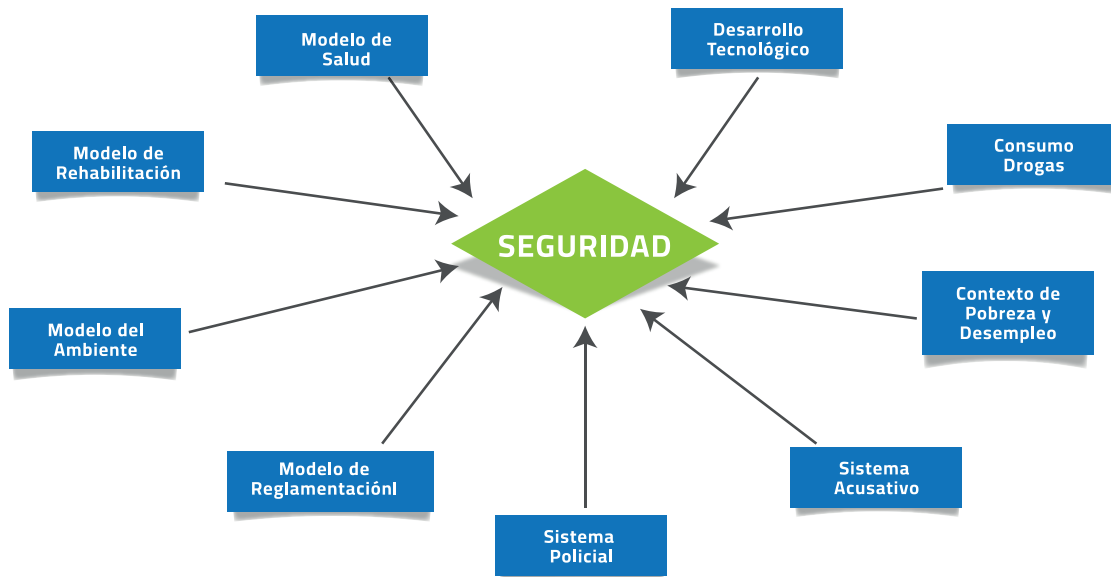 Modelo de
Salud
Desarrollo
Tecnológico
Modelo de
Rehabilitación
Consumo
Drogas
SEGURIDAD
Modelo del
Ambiente
Contexto de
Pobreza y
Desempleo
Modelo de
Reglamentaciónl
Sistema
Acusativo
Sistema
Policial